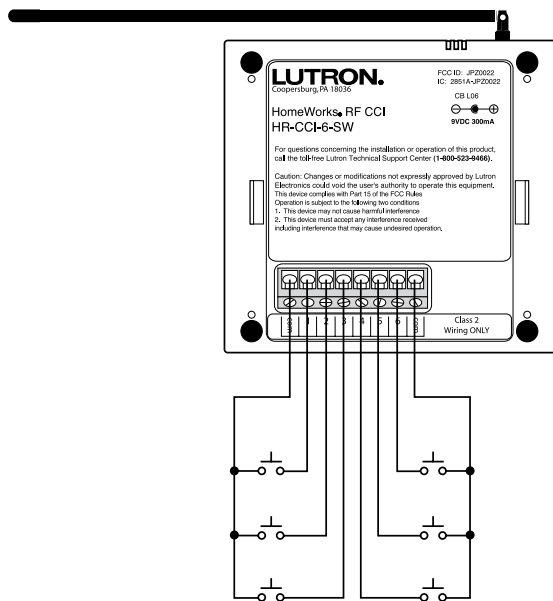 LUTRON.
Coopersburg, PA 18036
FCC ID: JPZ0022
IC: 2851A-JPZ0022
CB L06
9VDC 300mA
HomeWorks® RF CCI
HR-CCI-6-SW
For questions concerning the installation or operation of this product,
call the toll-free Lutron Technical Support Center (1-800-523-9466).
Caution: Changes or modifications not expressly approved by Lutron
Electronics could void the user's authority to operate this equipment.
This device complies with Part 15 of the FCC Rules
Operation is subject to the following two conditions
1. This device may not cause harmful interference
2. This device must accept any interference received
including interference that may cause undesired operation.
com 1 2 3 4 5 6 com
Class 2
Wiring ONLY